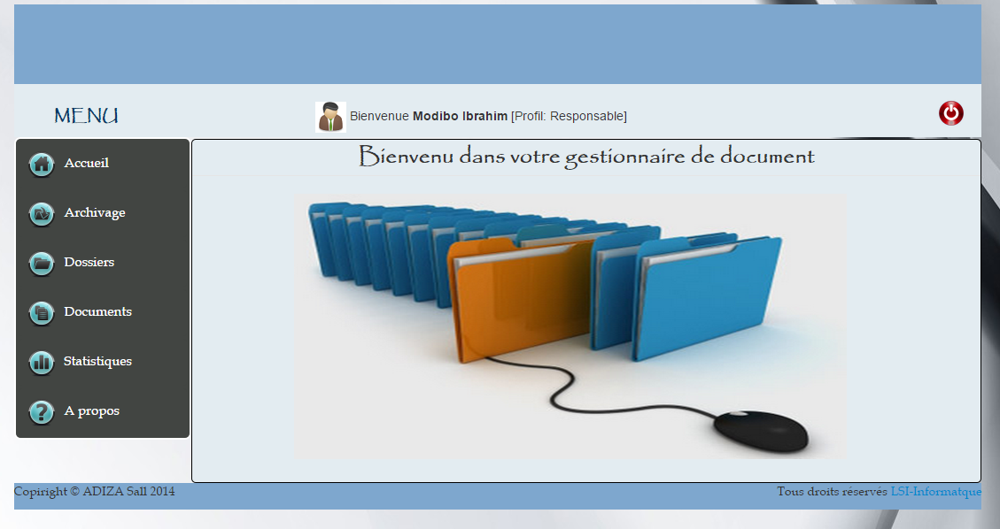 MENU
Bienvenue Modibo Ibrahim [Profil: Responsable]
Bienvenu dans votre gestionnaire de document
Accueil
Archivage
Dossiers
Documents
Statistiques
A propos
Copiright © ADIZA Sall 2014
Tous droits réservés LSI-Informatque